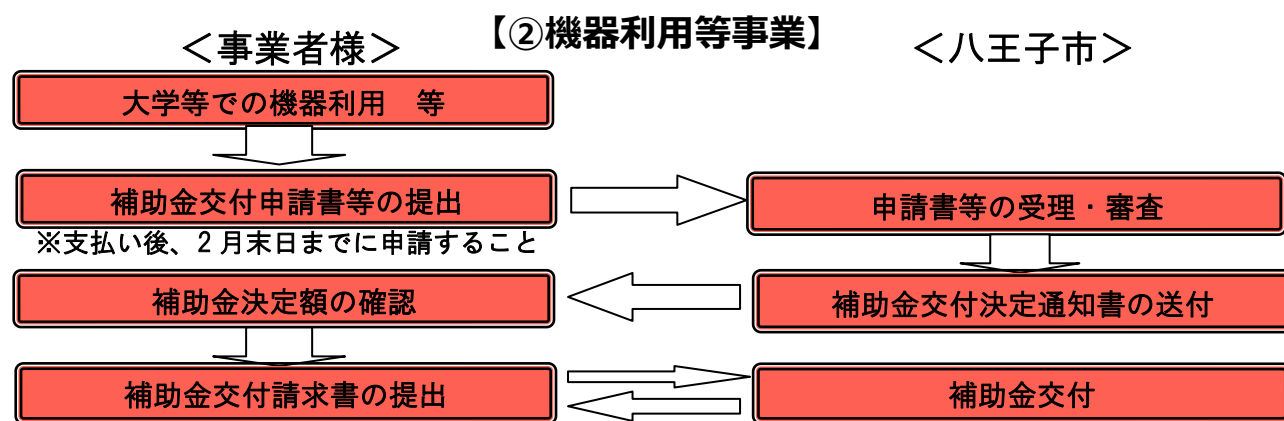 【②機器利用等事業】
＜事業者様＞
＜八王子市＞
大学等での機器利用　等
補助金交付申請書等の提出
申請書等の受理・審査
※支払い後、２月末日までに申請すること
補助金決定額の確認
補助金交付決定通知書の送付
補助金交付請求書の提出
補助金交付